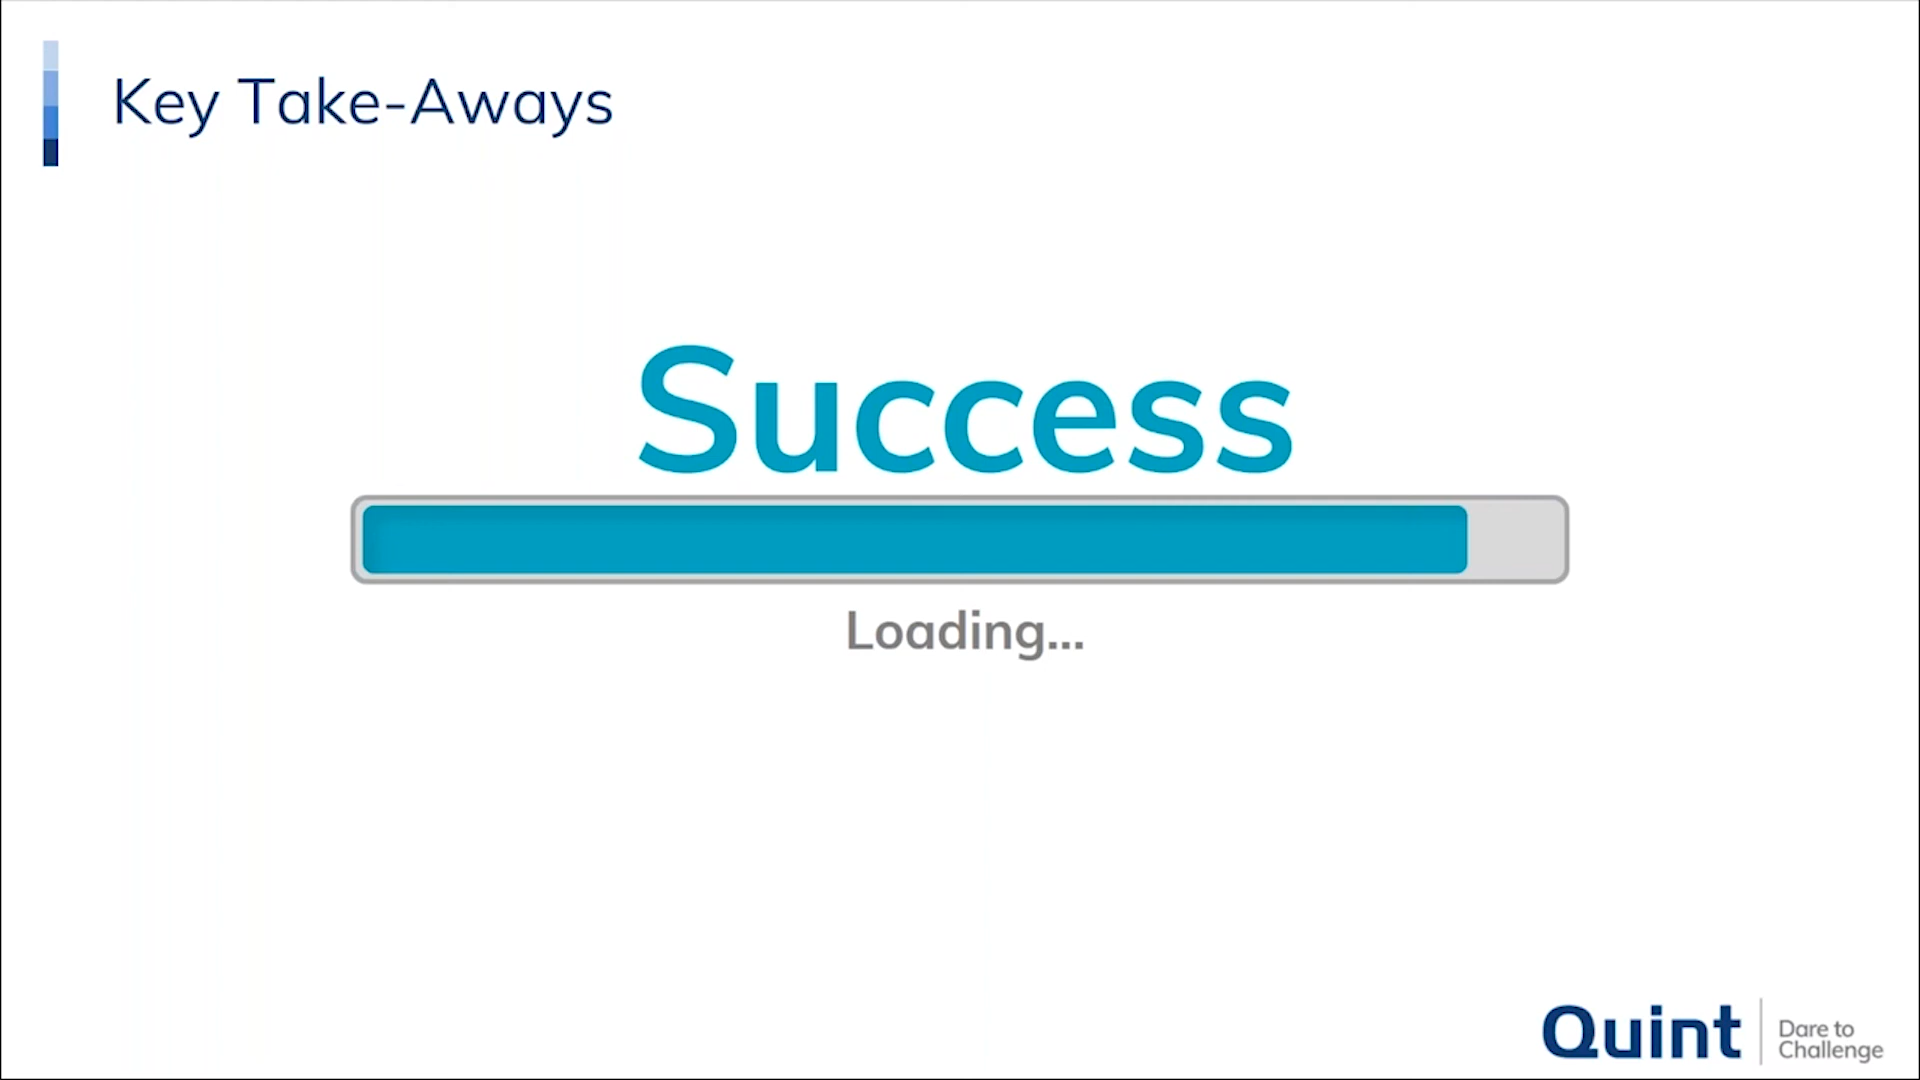 Key Take-Aways
Success
Loading...
Quint
Dare to
Challenge